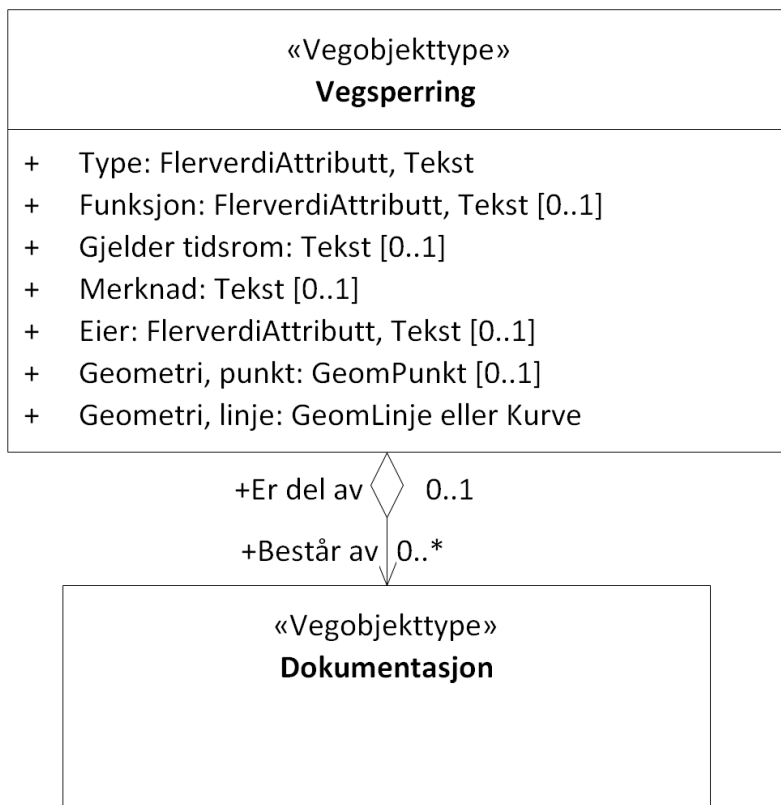 «Vegobjekttype»
Vegsperring
+ Type: FlerverdiAttributt, Tekst
+ Funksjon: FlerverdiAttributt, Tekst [0..1]
+ Gjelder tidsrom: Tekst [0..1]
+ Merknad: Tekst [0..1]
+ Eier: FlerverdiAttributt, Tekst [0..1]
+ Geometri, punkt: GeomPunkt [0..1]
+ Geometri, linje: GeomLinje eller Kurve
+Er del av 0..1
+Består av 0..*
«Vegobjekttype»
Dokumentasjon